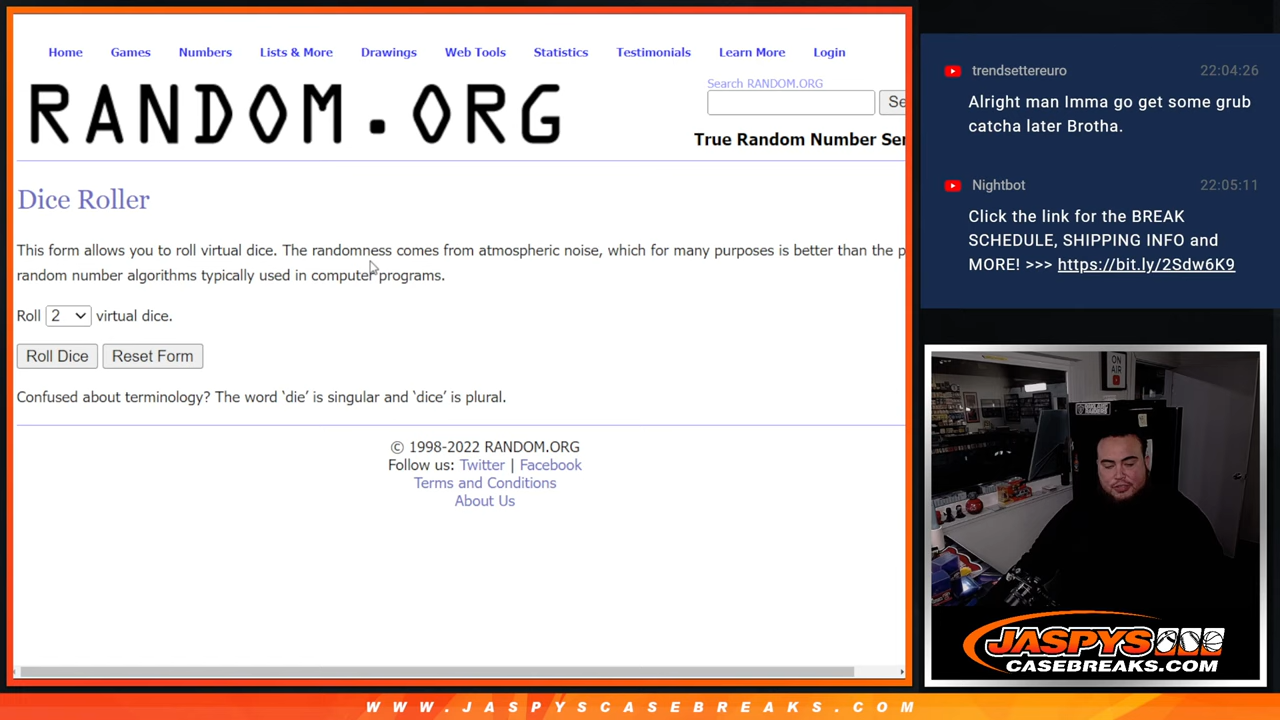 Home Games Numbers Lists & More Drawings Web Tools Statistics Testimonials Learn More Login
RANDOM.ORG
Search RANDOM.ORG
Se
True Random Number Ser
Dice Roller
This form allows you to roll virtual dice. The randomness comes from atmospheric noise, which for many purposes is better than the p
random number algorithms typically used in computer programs.
Roll 2 virtual dice.
Roll Dice Reset Form
Confused about terminology? The word ‘die’ is singular and ‘dice’ is plural.
© 1998-2022 RANDOM.ORG
Follow us: Twitter | Facebook
Terms and Conditions
About Us
trendsettereuro 22:04:26
Alright man Imma go get some grub
catcha later Brotha.
Nightbot 22:05:11
Click the link for the BREAK
SCHEDULE, SHIPPING INFO and
MORE! >>> https://bit.ly/2Sdw6K9
ON
AIR
JASPYS
CASEBREAKS.COM
WWW.JASPYSCASEBREAKS.COM